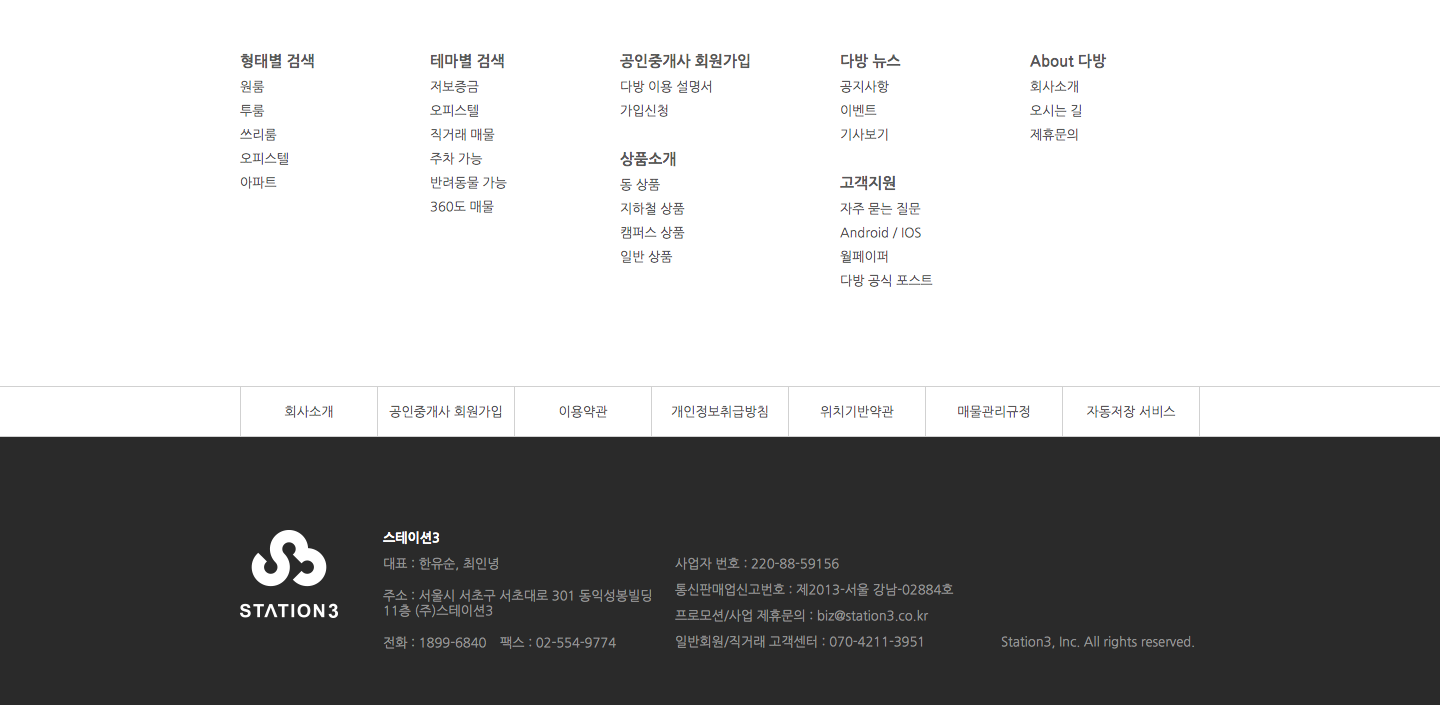 형태별 검색
원룸
투룸
쓰리룸
오피스텔
아파트
테마별 검색
저보증금
오피스텔
직거래 매물
주차 가능
반려동물 가능
360도 매물
공인중개사 회원가입
다방 이용 설명서
가입신청
상품소개
동 상품
지하철 상품
캠퍼스 상품
일반 상품
다방 뉴스
공지사항
이벤트
기사보기
고객지원
자주 묻는 질문
Android / IOS
월페이퍼
다방 공식 포스트
About 다방
회사소개
오시는 길
제휴문의
회사소개
공인중개사 회원가입
이용약관
개인정보취급방침
위치기반약관
매물관리규정
자동저장 서비스
STATION3
스테이션3
대표 : 한유순, 최인녕
주소 : 서울시 서초구 서초대로 301 동익성봉빌딩
11층 (주)스테이션3
전화 : 1899-6840 팩스 : 02-554-9774
사업자 번호 : 220-88-59156
통신판매업신고번호 : 제2013-서울 강남-02884호
프로모션/사업 제휴문의 : biz@station3.co.kr
일반회원/직거래 고객센터 : 070-4211-3951
Station3, Inc. All rights reserved.